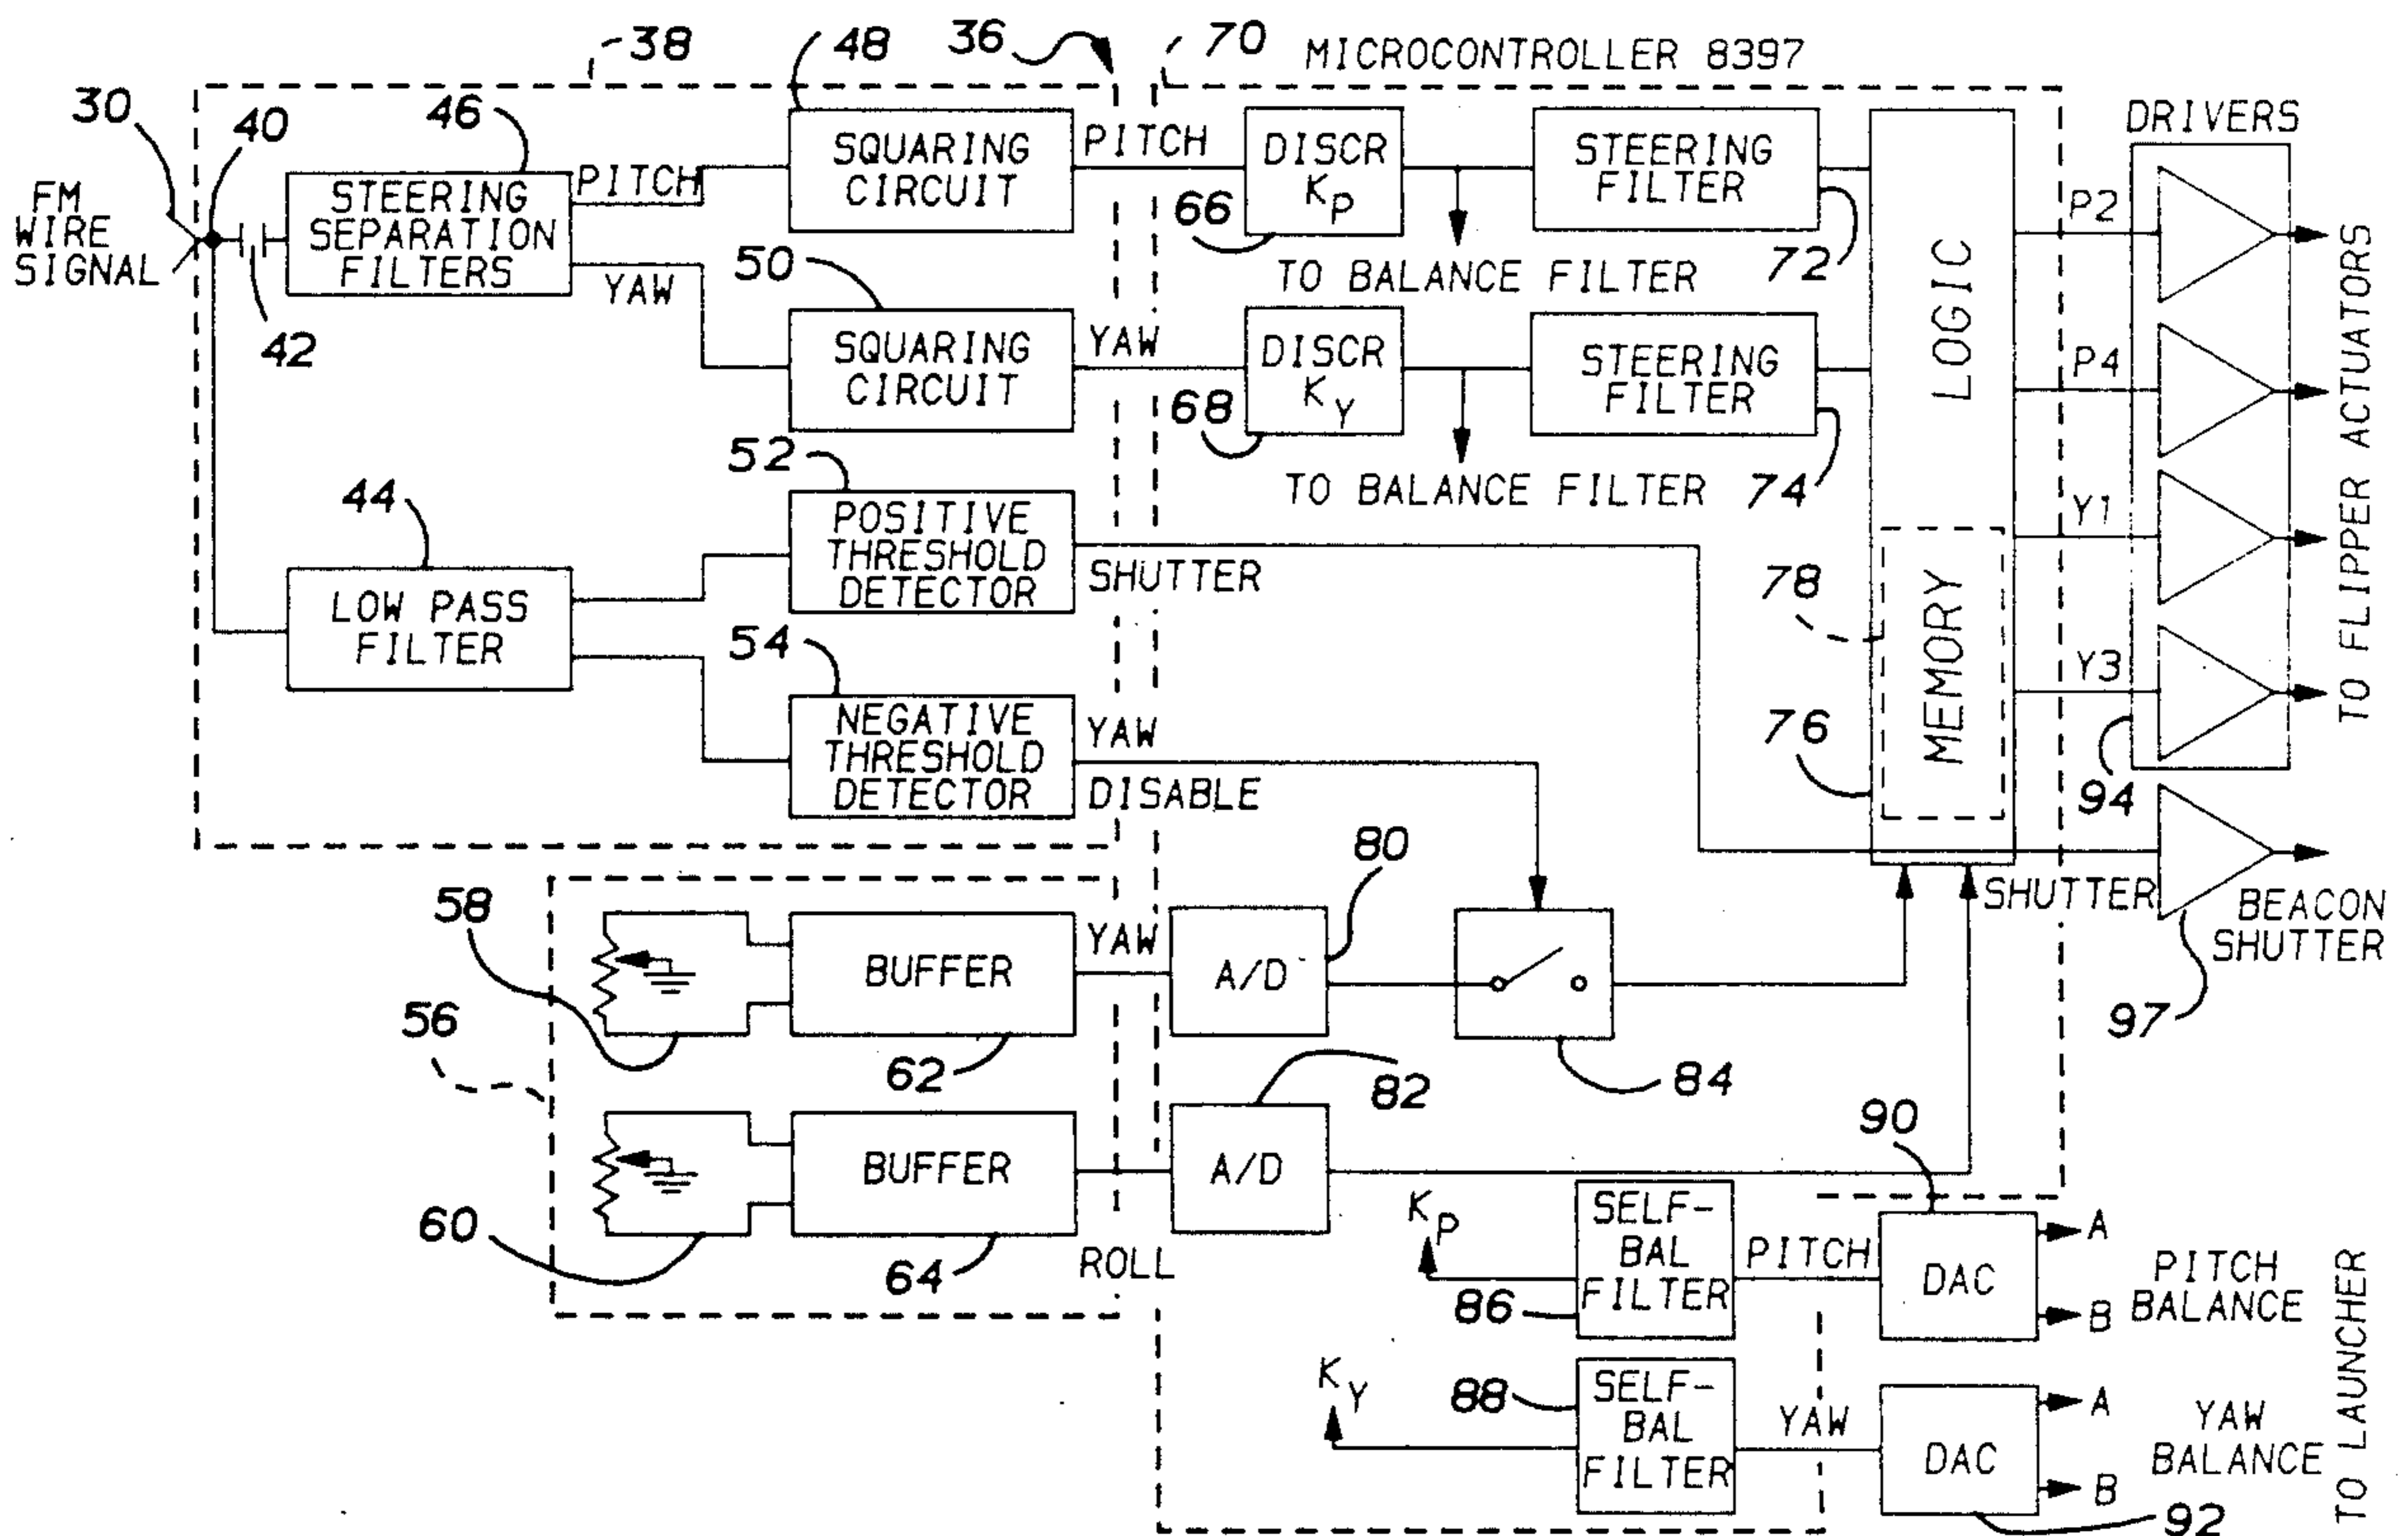 38
48
36
70
MICROCONTROLLER 8397
30
40
46
DRIVERS
FM
WIRE
SIGNAL
STEERING
SEPARATION
FILTERS
PITCH
YAW
42
SQUARING
CIRCUIT
PITCH
DISCR
KP
66
STEERING
FILTER
72
TO BALANCE FILTER
50
SQUARING
CIRCUIT
YAW
DISCR
KY
68
STEERING
FILTER
74
TO BALANCE FILTER
LOGIC
MEMORY
78
76
P2
P4
Y1
Y3
94
TO FLIPPER ACTUATORS
44
LOW PASS
FILTER
52
POSITIVE
THRESHOLD
DETECTOR
SHUTTER
54
NEGATIVE
THRESHOLD
DETECTOR
YAW
DISABLE
SHUTTER
BEACON
SHUTTER
97
58
56
BUFFER
62
YAW
A/D
80
84
60
BUFFER
64
ROLL
A/D
82
KP
SELF-
BAL
FILTER
86
PITCH
90
DAC
A
B
PITCH
BALANCE
KY
SELF-
BAL
FILTER
88
YAW
DAC
92
A
B
YAW
BALANCE
TO LAUNCHER